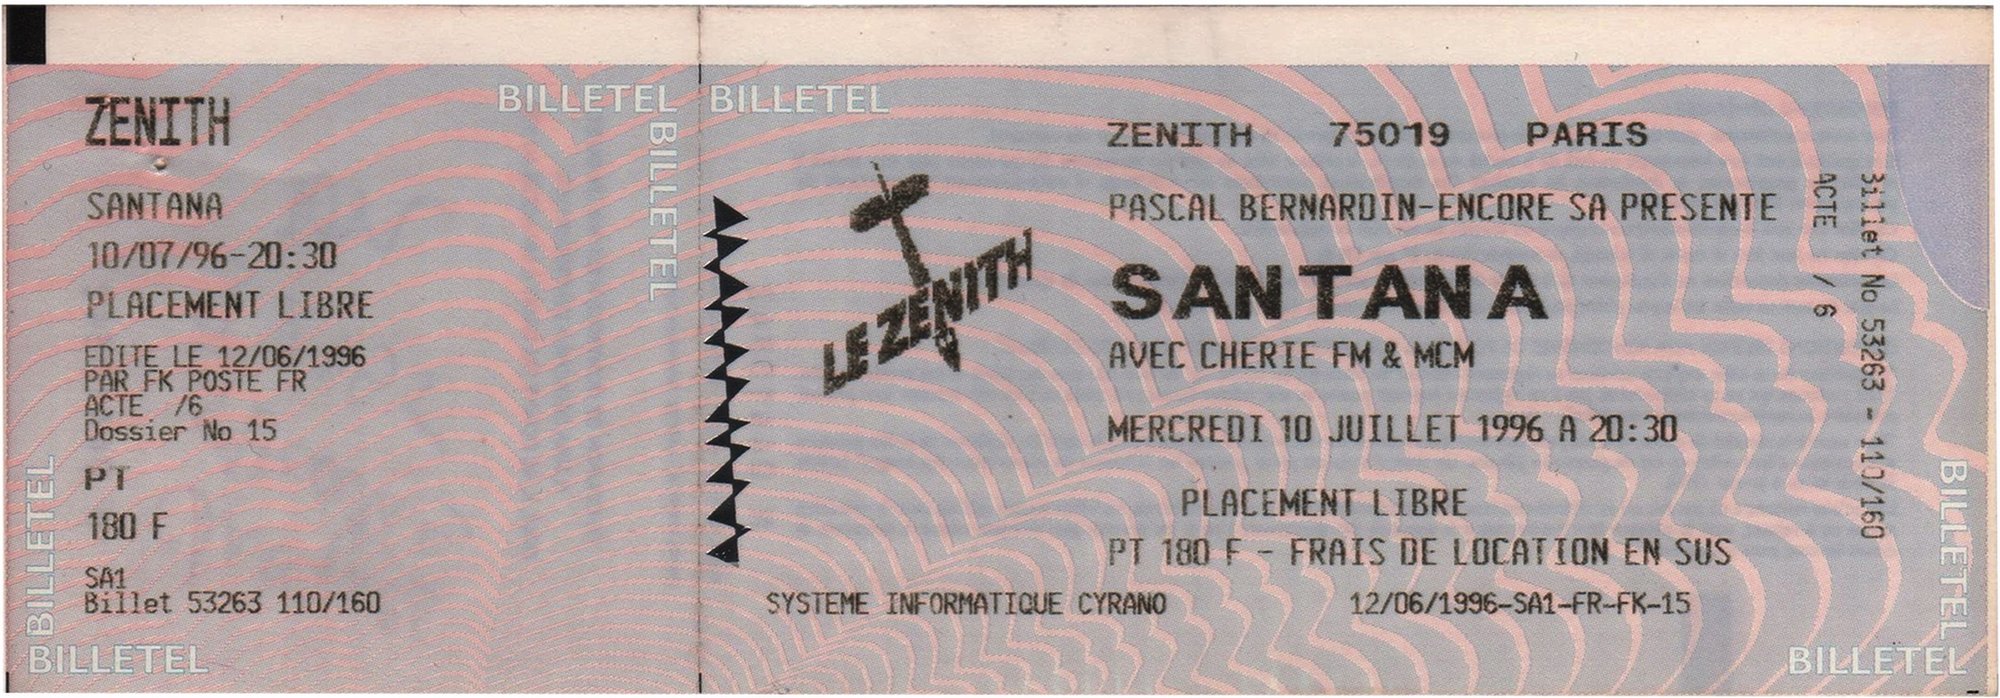 BILLETEL
BILLETEL
BILLETEL
ZENITH
SANTANA
10/07/96-20:30
PLACEMENT LIBRE
EDITE LE 12/06/1996
PAR FK POSTE FR
ACTE /6
Dossier No 15
PT
180 F
SA1
Billet 53263 110/160
BILLETEL
BILLETEL
LE ZENITH
ZENITH 75019 PARIS
PASCAL BERNARDIN-ENCORE SA PRESENTE
SANTANA
AVEC CHERIE FM & MCM
MERCREDI 10 JUILLET 1996 A 20:30
PLACEMENT LIBRE
PT 180 F - FRAIS DE LOCATION EN SUS
SYSTEME INFORMATIQUE CYRANO 12/06/1996-SA1-FR-FK-15
Billet No 53263 - 110/160
ACTE / 6
BILLETEL
BILLETEL